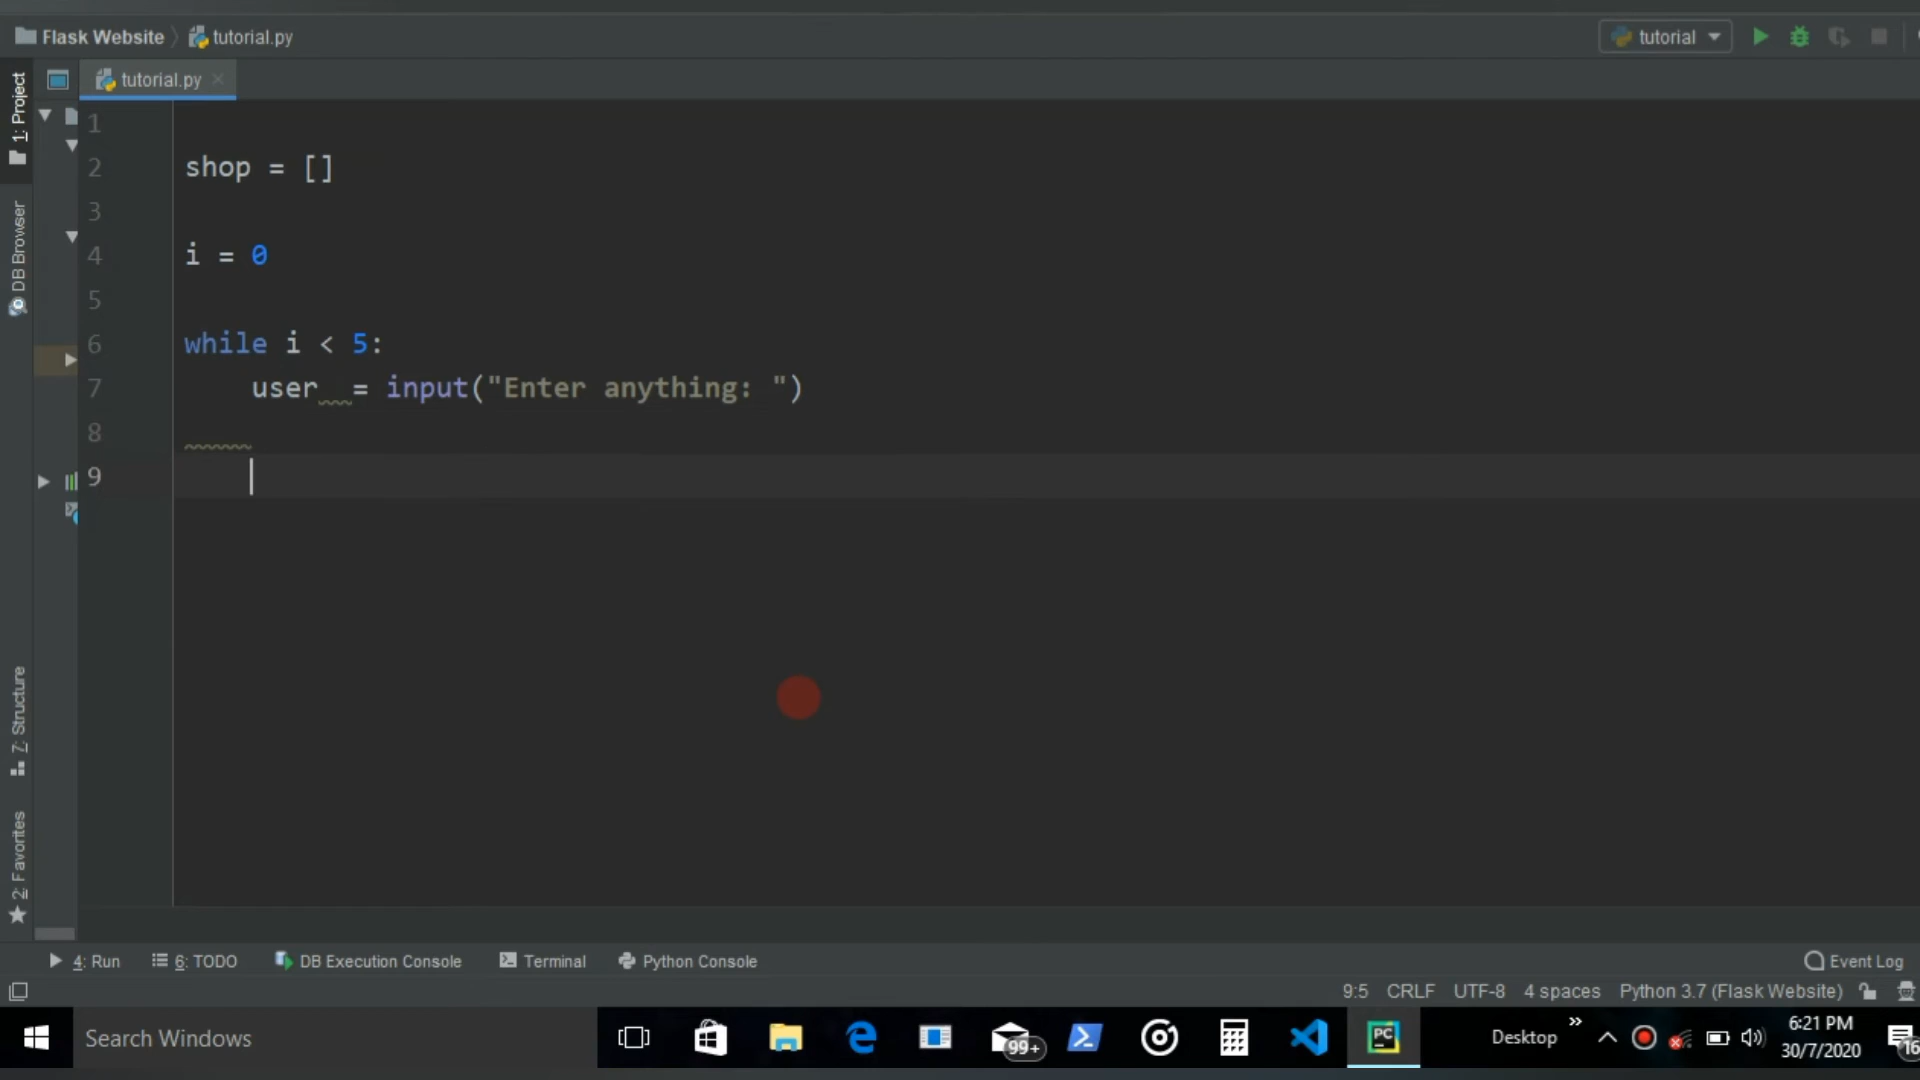 Flask Website tutorial.py
tutorial
tutorial.py
1: Project
DB Browser
7: Structure
2: Favorites
1
2 shop = []
3
4 i = 0
5
6 while i < 5:
7 user  = input("Enter anything: ")
8
9
4: Run 6: TODO DB Execution Console Terminal Python Console Event Log
9:5 CRLF UTF-8 4 spaces Python 3.7 (Flask Website)
Search Windows
99+
PC
Desktop
6:21 PM
30/7/2020
16